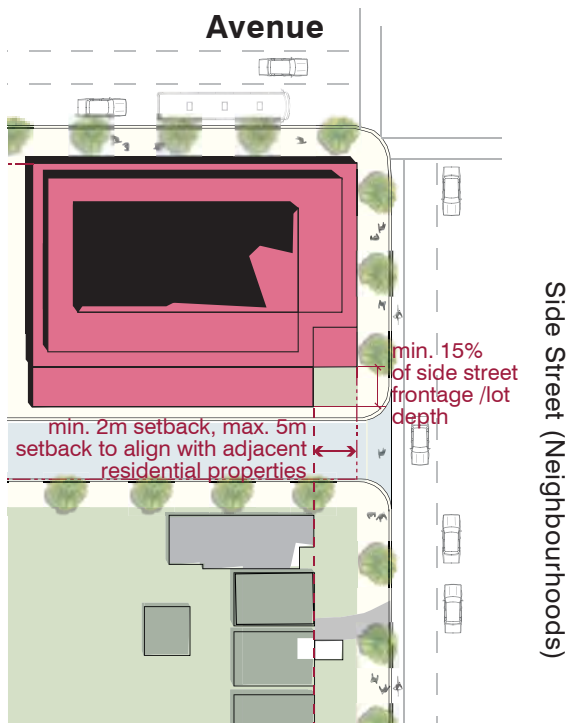 Avenue
min. 15%
of side street
frontage /lot
depth
min. 2m setback, max. 5m
setback to align with adjacent
residential properties
Side Street (Neighbourhoods)